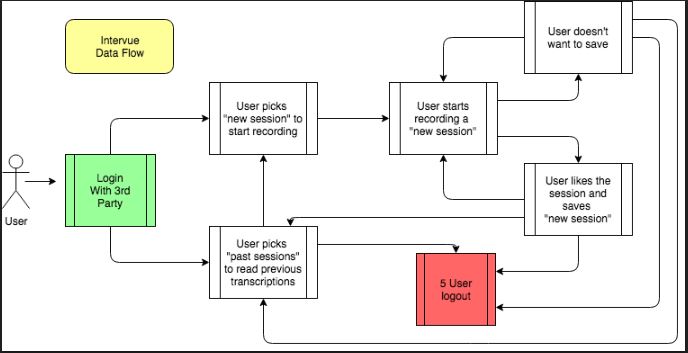 Intervue
Data Flow
User doesn't
want to save
User picks
"new session" to
start recording
User starts
recording a
"new session"
Login
With 3rd
Party
User
User likes the
session and
saves
"new session"
User picks
"past sessions"
to read previous
transcriptions
5 User
logout